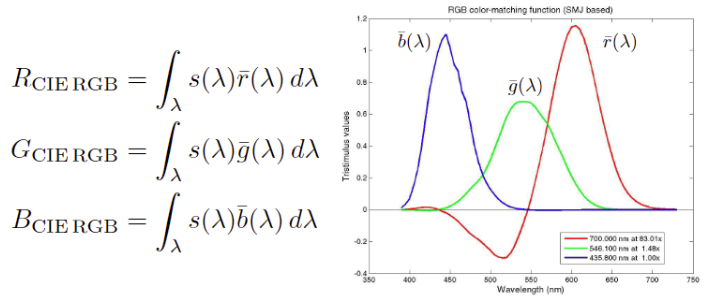 RGB color-matching function (SMJ based)
R_CIE RGB = ∫_λ s(λ)r̄(λ) dλ
G_CIE RGB = ∫_λ s(λ)ḡ(λ) dλ
B_CIE RGB = ∫_λ s(λ)b̄(λ) dλ
b̄(λ)
ḡ(λ)
r̄(λ)
Tristimulus values
1.2
1
0.8
0.6
0.4
0.2
0
-0.2
-0.4
700.000 nm at 83.01x
546.100 nm at 1.48x
435.800 nm at 1.00x
350 400 450 500 550 600 650 700 750
Wavelength (nm)